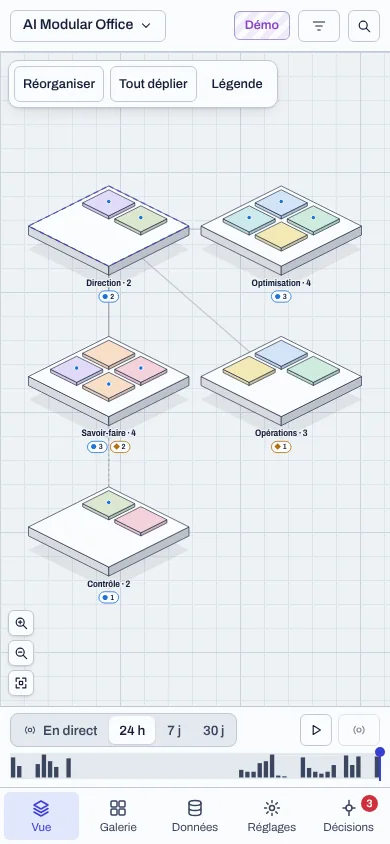 AI Modular Office
Démo
Réorganiser
Tout déplier
Légende
Direction · 2
2
Optimisation · 4
3
Savoir-faire · 4
3
2
Opérations · 3
1
Contrôle · 2
1
En direct
24 h
7 j
30 j
Vue
Galerie
Données
Réglages
Décisions
3